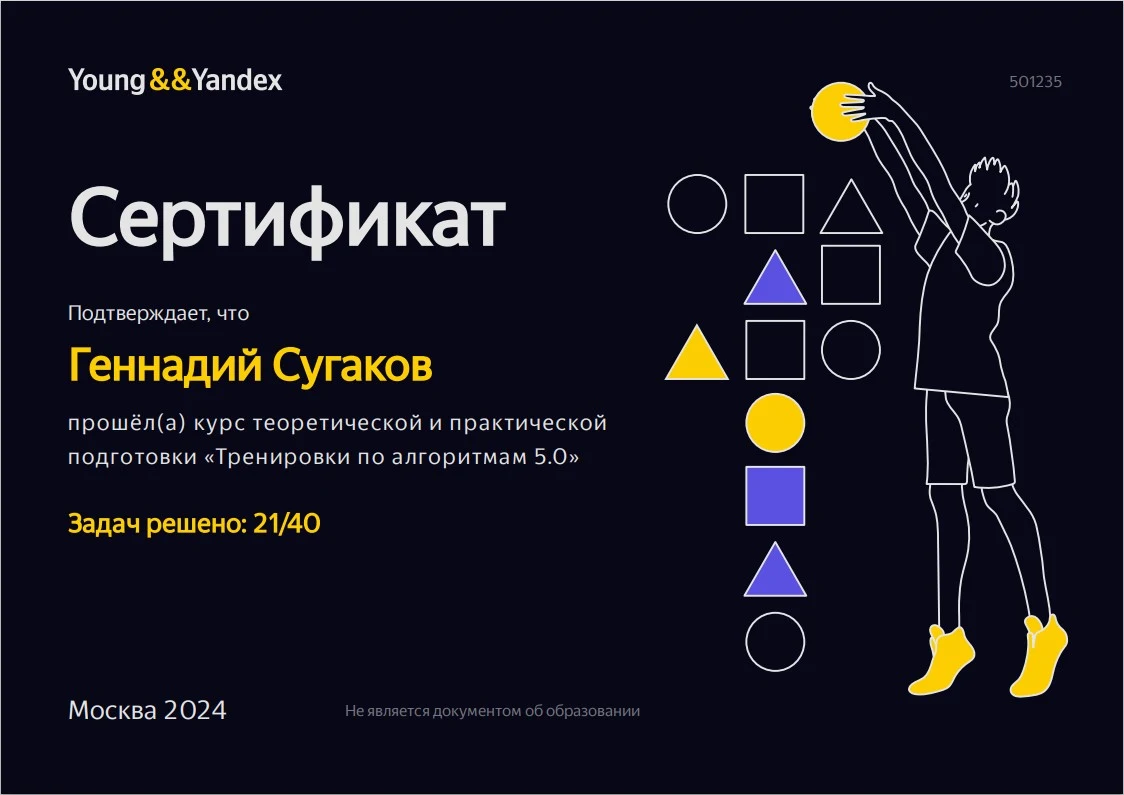 Young&&Yandex
501235
Сертификат
Подтверждает, что
Геннадий Сугаков
прошёл(а) курс теоретической и практической
подготовки «Тренировки по алгоритмам 5.0»
Задач решено: 21/40
Москва 2024
Не является документом об образовании